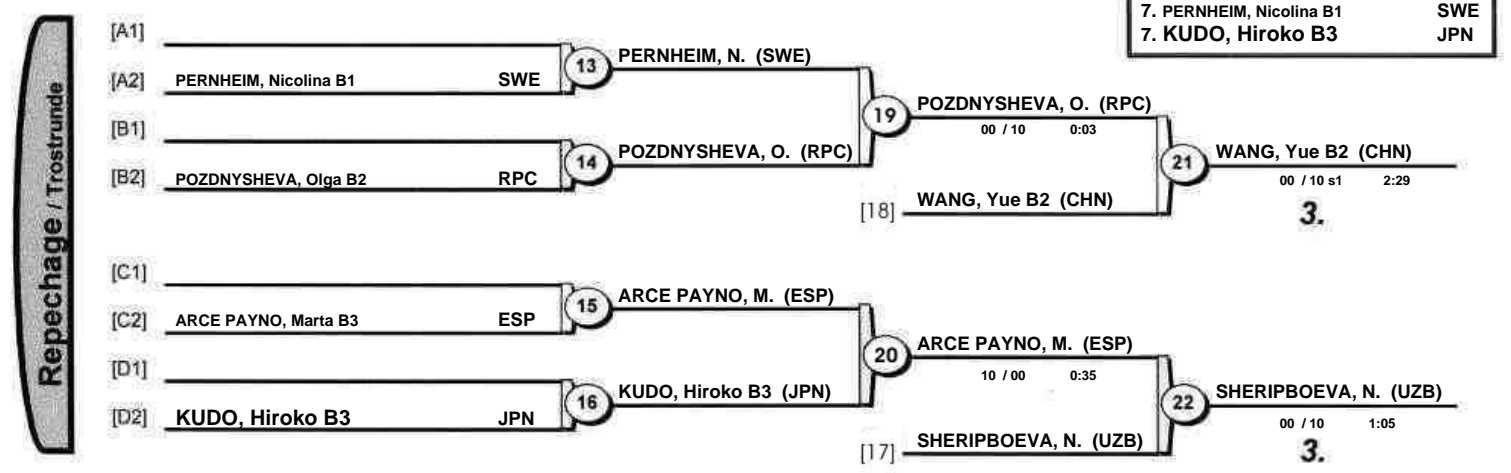 7. PERNHEIM, Nicolina B1 SWE
7. KUDO, Hiroko B3 JPN
Repechage / Trostrunde
[A1]
[A2] PERNHEIM, Nicolina B1 SWE
13
PERNHEIM, N. (SWE)
[B1]
[B2] POZDNYSHEVA, Olga B2 RPC
14
POZDNYSHEVA, O. (RPC)
19
POZDNYSHEVA, O. (RPC)
00 / 10 0:03
[18] WANG, Yue B2 (CHN)
21
WANG, Yue B2 (CHN)
00 / 10 s1 2:29
3.
[C1]
[C2] ARCE PAYNO, Marta B3 ESP
15
ARCE PAYNO, M. (ESP)
[D1]
[D2] KUDO, Hiroko B3 JPN
16
KUDO, Hiroko B3 (JPN)
20
ARCE PAYNO, M. (ESP)
10 / 00 0:35
[17] SHERIPBOEVA, N. (UZB)
22
SHERIPBOEVA, N. (UZB)
00 / 10 1:05
3.